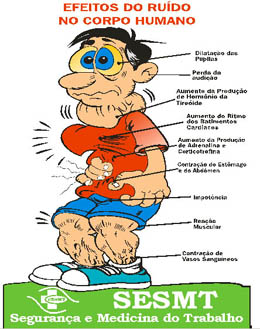 EFEITOS DO RUÍDO
NO CORPO HUMANO
Dilatação das
Pupilas
Perda da
audição
Aumento da Produção
de Hormônio da
Tireóide
Aumento do Ritmo
dos Batimentos
Cardíacos
Aumento da Produção
de Adrenalina e
Corticotrofina
Contração do Estômago
e do Abdômen
Impotência
Reação
Muscular
Contração de
Vasos Sanguíneos
SESMT
Segurança e Medicina do Trabalho